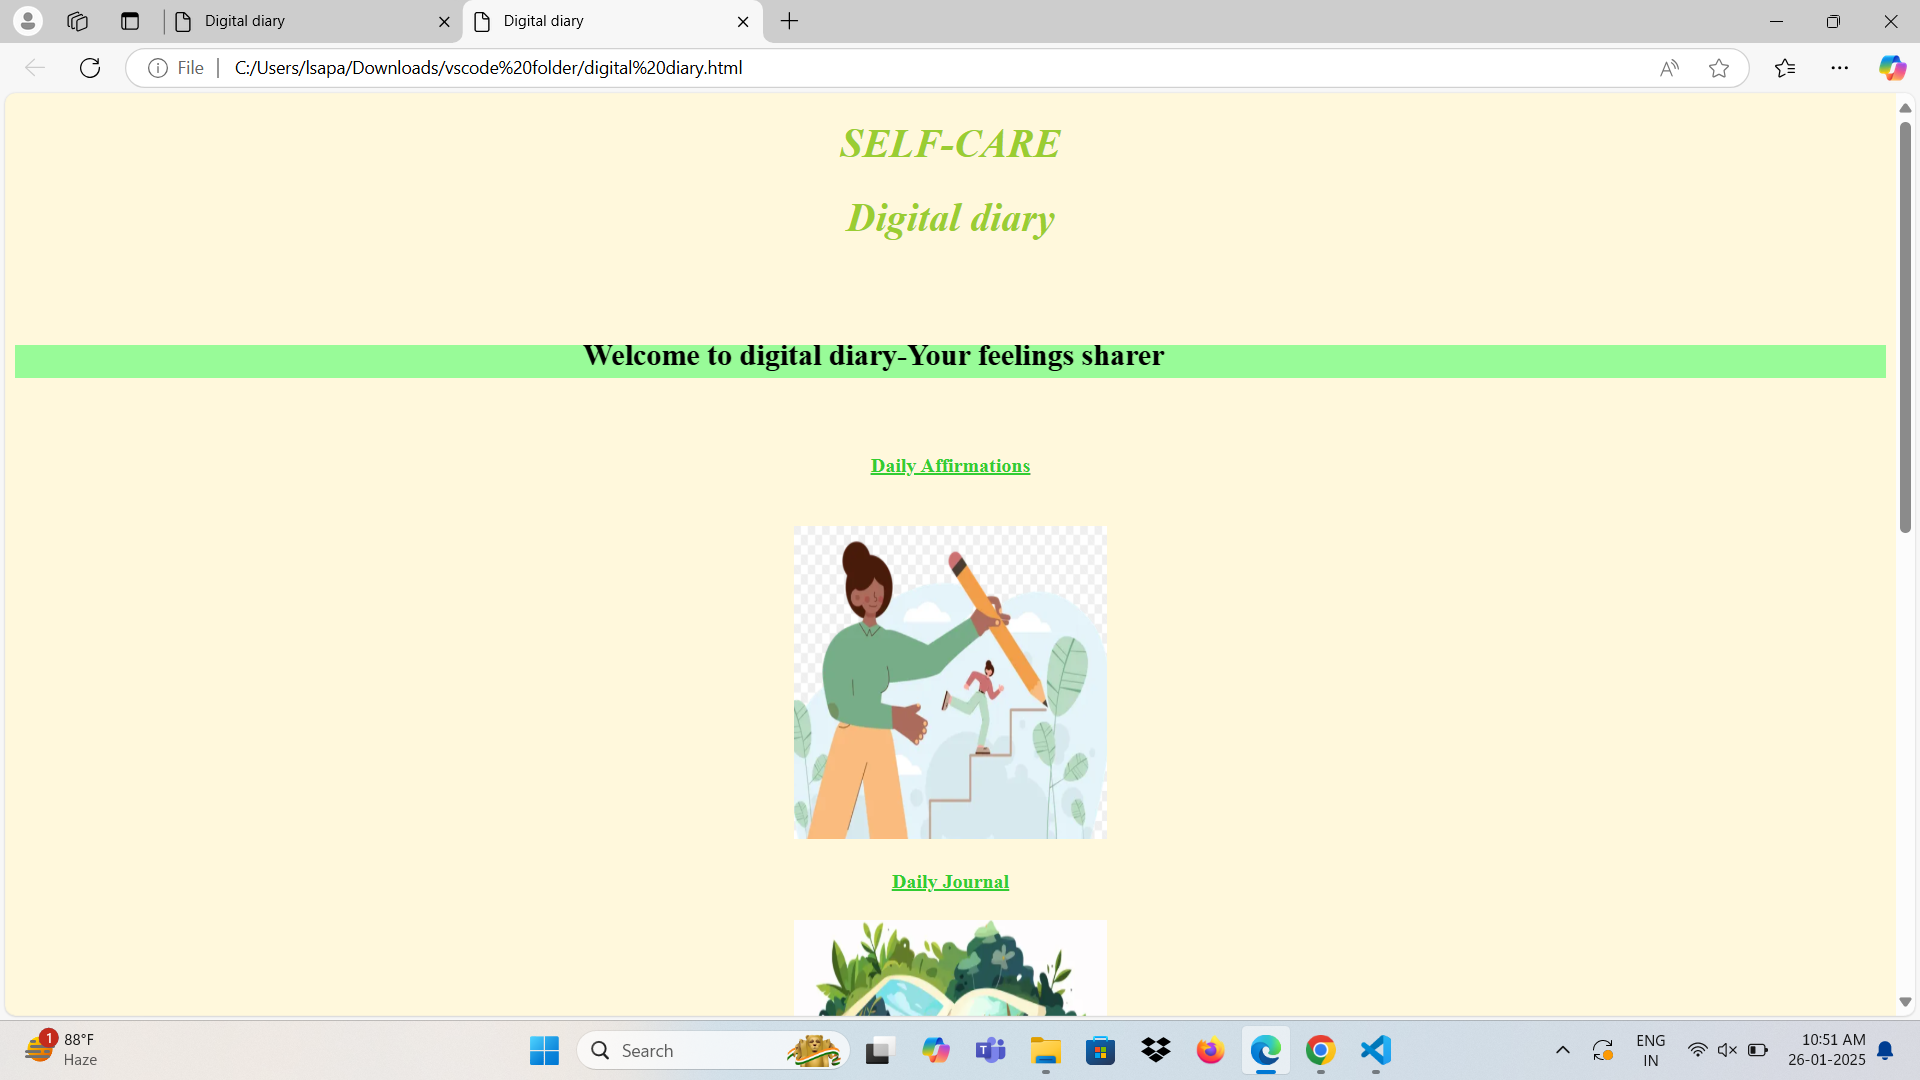 Digital diary
Digital diary
File
C:/Users/lsapa/Downloads/vscode%20folder/digital%20diary.html
SELF-CARE
Digital diary
Welcome to digital diary-Your feelings sharer
Daily Affirmations
Daily Journal
1
88°F
Haze
Search
ENG
IN
10:51 AM
26-01-2025